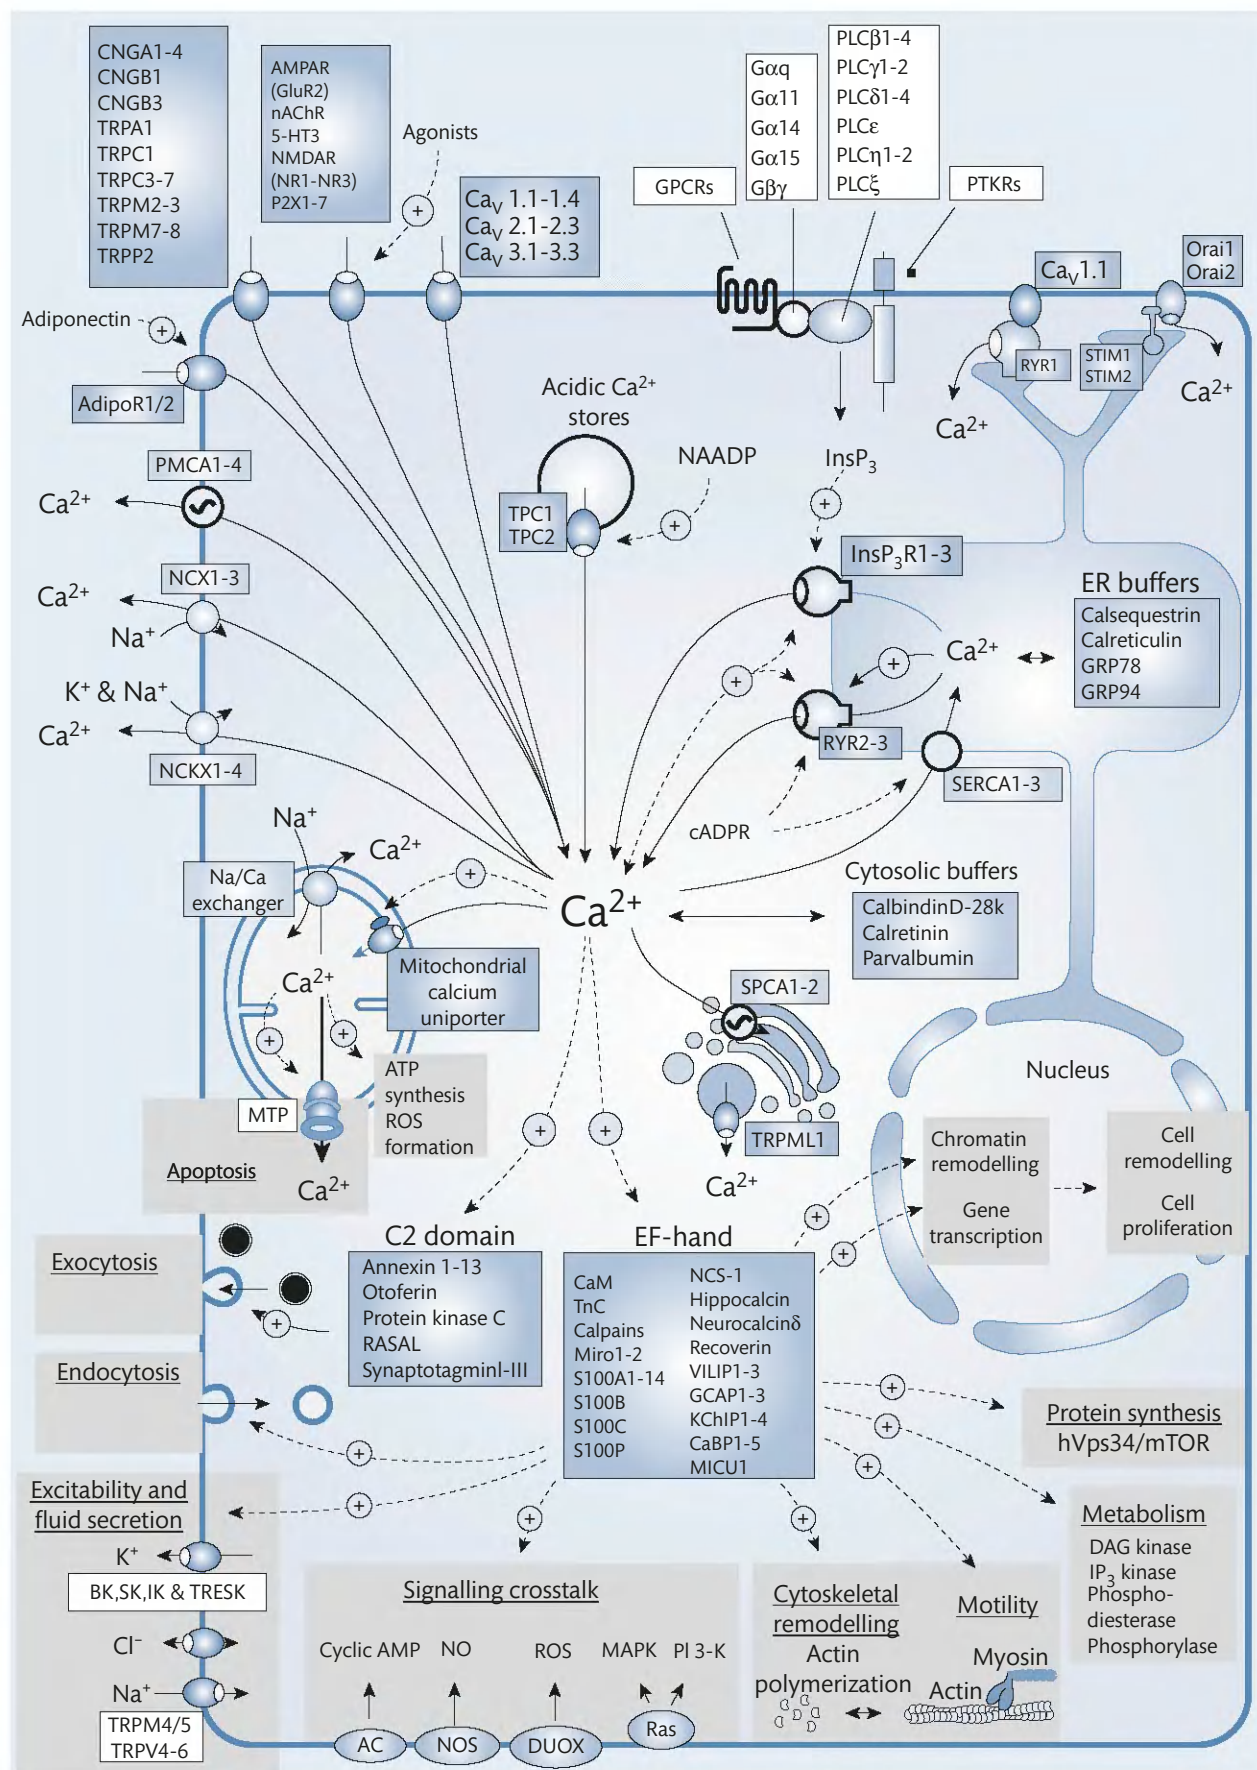 CNGA1-4
CNGB1
CNGB3
TRPA1
TRPC1
TRPC3-7
TRPM2-3
TRPM7-8
TRPP2
AMPAR
(GluR2)
nAChR
5-HT3
NMDAR
(NR1-NR3)
P2X1-7
Agonists
+
Ca_V 1.1-1.4
Ca_V 2.1-2.3
Ca_V 3.1-3.3
GPCRs
Gαq
Gα11
Gα14
Gα15
Gβγ
PLCβ1-4
PLCγ1-2
PLCδ1-4
PLCε
PLCη1-2
PLCξ
PTKRs
Ca_V1.1
Orai1
Orai2
RYR1
STIM1
STIM2
Ca²⁺
Ca²⁺
Adiponectin
+
AdipoR1/2
PMCA1-4
Ca²⁺
NCX1-3
Ca²⁺
Na⁺
K⁺ & Na⁺
Ca²⁺
NCKX1-4
Acidic Ca²⁺
stores
TPC1
TPC2
NAADP
+
InsP₃
+
InsP₃R1-3
+
Ca²⁺
+
RYR2-3
ER buffers
Calsequestrin
Calreticulin
GRP78
GRP94
SERCA1-3
cADPR
Na⁺
Ca²⁺
Na/Ca
exchanger
+
Ca²⁺
Mitochondrial
calcium
uniporter
Ca²⁺
+
+
MTP
ATP
synthesis
ROS
formation
Apoptosis
Ca²⁺
Cytosolic buffers
CalbindinD-28k
Calretinin
Parvalbumin
SPCA1-2
TRPML1
Ca²⁺
Nucleus
Chromatin
remodelling
Gene
transcription
Cell
remodelling
Cell
proliferation
+
+
+
+
C2 domain
Annexin 1-13
Otoferin
Protein kinase C
RASAL
SynaptotagminI-III
EF-hand
CaM
TnC
Calpains
Miro1-2
S100A1-14
S100B
S100C
S100P
NCS-1
Hippocalcin
Neurocalcinδ
Recoverin
VILIP1-3
GCAP1-3
KChIP1-4
CaBP1-5
MICU1
Exocytosis
+
Endocytosis
+
+
Excitability and
fluid secretion
K⁺
BK,SK,IK & TRESK
Cl⁻
Na⁺
TRPM4/5
TRPV4-6
+
Signalling crosstalk
Cyclic AMP
NO
ROS
MAPK
PI 3-K
AC
NOS
DUOX
Ras
+
Cytoskeletal
remodelling
Actin
polymerization
+
Motility
Myosin
Actin
+
Protein synthesis
hVps34/mTOR
+
Metabolism
DAG kinase
IP₃ kinase
Phospho-
diesterase
Phosphorylase